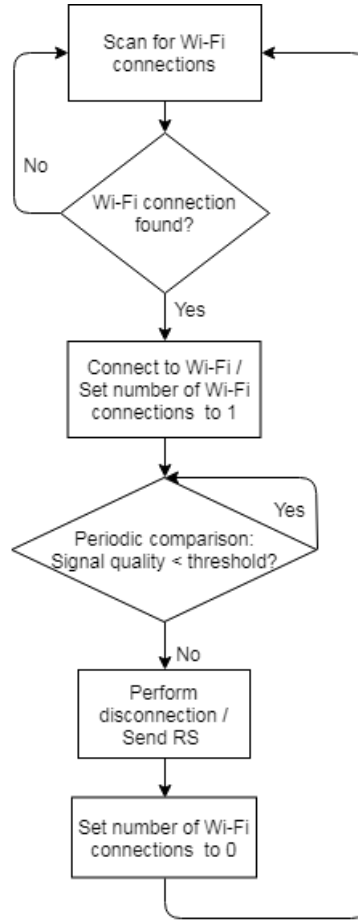 Scan for Wi-Fi
connections
No
Wi-Fi connection
found?
Yes
Connect to Wi-Fi /
Set number of Wi-Fi
connections to 1
Yes
Periodic comparison:
Signal quality < threshold?
No
Perform
disconnection /
Send RS
Set number of Wi-Fi
connections to 0